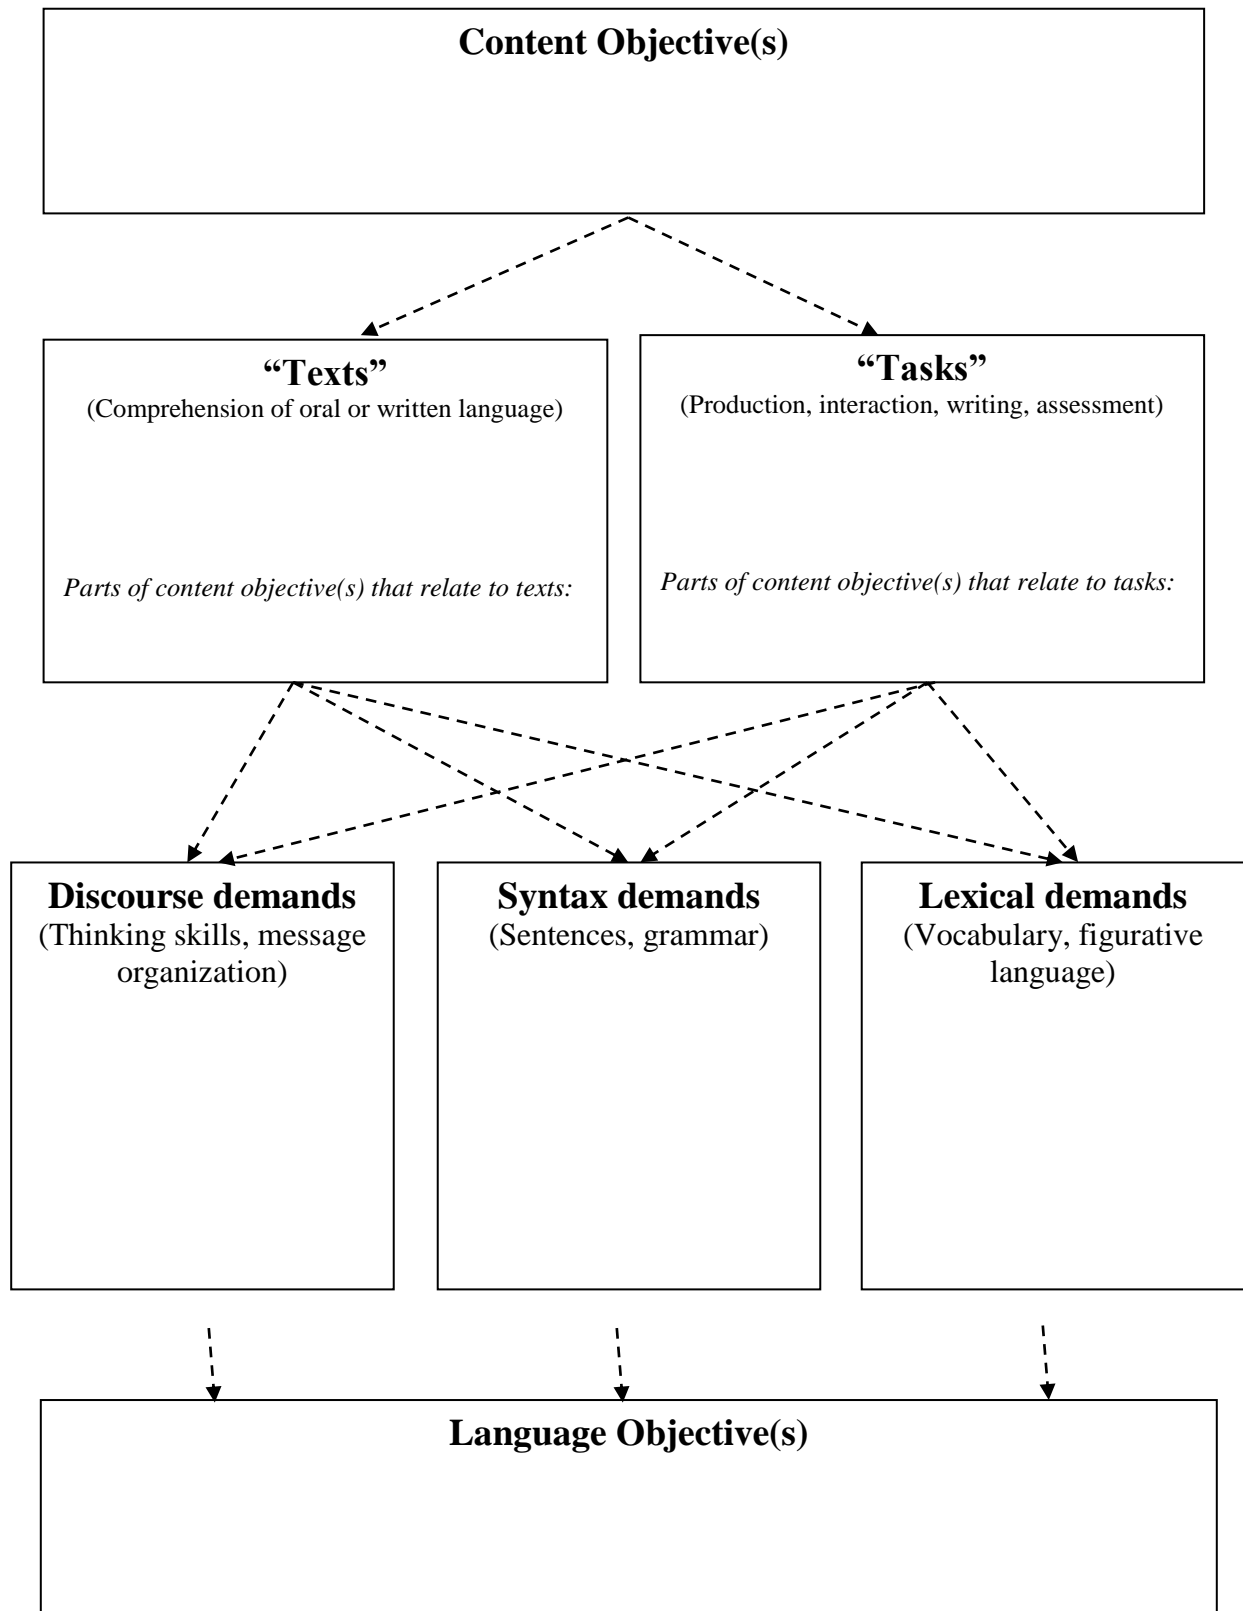 Content Objective(s)
“Texts”
(Comprehension of oral or written language)
Parts of content objective(s) that relate to texts:
“Tasks”
(Production, interaction, writing, assessment)
Parts of content objective(s) that relate to tasks:
Discourse demands
(Thinking skills, message
organization)
Syntax demands
(Sentences, grammar)
Lexical demands
(Vocabulary, figurative
language)
Language Objective(s)